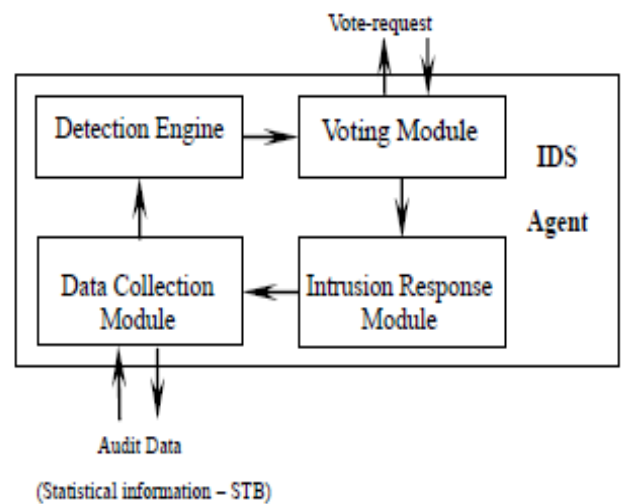 Vote-request
Detection Engine
Voting Module
IDS
Agent
Data Collection
Module
Intrusion Response
Module
Audit Data
(Statistical information – STB)